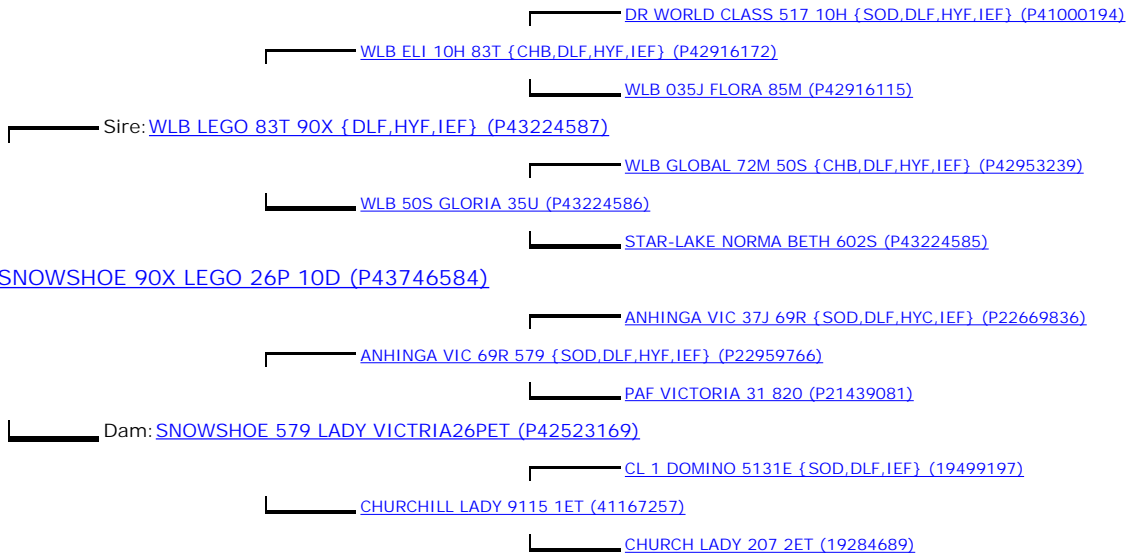 DR WORLD CLASS 517 10H {SOD,DLF,HYF,IEF} (P41000194)
WLB ELI 10H 83T {CHB,DLF,HYF,IEF} (P42916172)
WLB 035J FLORA 85M (P42916115)
Sire: WLB LEGO 83T 90X {DLF,HYF,IEF} (P43224587)
WLB GLOBAL 72M 50S {CHB,DLF,HYF,IEF} (P42953239)
WLB 50S GLORIA 35U (P43224586)
STAR-LAKE NORMA BETH 602S (P43224585)
SNOWSHOE 90X LEGO 26P 10D (P43746584)
ANHINGA VIC 37J 69R {SOD,DLF,HYC,IEF} (P22669836)
ANHINGA VIC 69R 579 {SOD,DLF,HYF,IEF} (P22959766)
PAF VICTORIA 31 820 (P21439081)
Dam: SNOWSHOE 579 LADY VICTRIA26PET (P42523169)
CL 1 DOMINO 5131E {SOD,DLF,IEF} (19499197)
CHURCHILL LADY 9115 1ET (41167257)
CHURCH LADY 207 2ET (19284689)